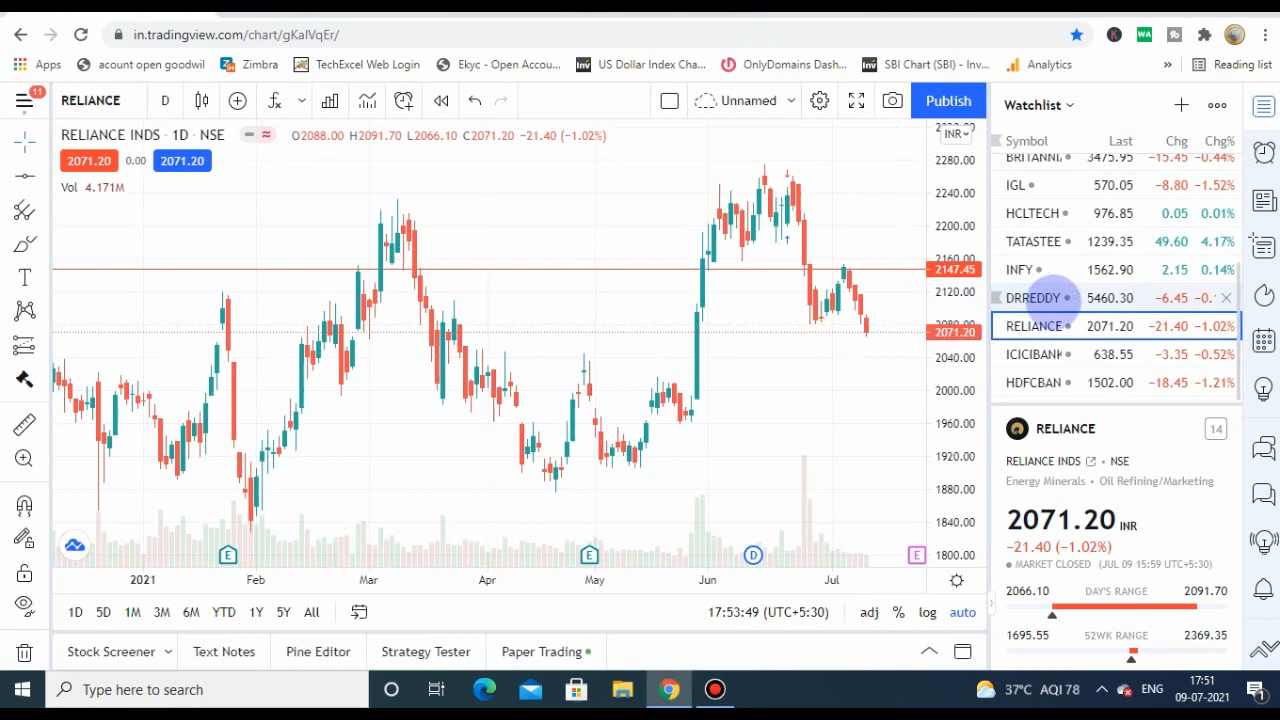 in.tradingview.com/chart/gKalVqEr/
Apps acount open goodwil Zimbra TechExcel Web Login Ekyc - Open Accou... US Dollar Index Cha... OnlyDomains Dash... SBI Chart (SBI) - Inv... Analytics » Reading list
11 RELIANCE D Unnamed Publish Watchlist
RELIANCE INDS · 1D · NSE O2088.00 H2091.70 L2066.10 C2071.20 −21.40 (−1.02%) INR
2071.20 0.00 2071.20
Vol 4.171M
2280.00
2240.00
2200.00
2160.00
2147.45
2120.00
2071.20
2040.00
2000.00
1960.00
1920.00
1880.00
1840.00
1800.00
E E D E
2021 Feb Mar Apr May Jun Jul
1D 5D 1M 3M 6M YTD 1Y 5Y All 17:53:49 (UTC+5:30) adj % log auto
Stock Screener Text Notes Pine Editor Strategy Tester Paper Trading
Symbol Last Chg Chg%
BRITANNI 3475.95 −15.45 −0.44%
IGL 570.05 −8.80 −1.52%
HCLTECH 976.85 0.05 0.01%
TATASTEE 1239.35 49.60 4.17%
INFY 1562.90 2.15 0.14%
DRREDDY 5460.30 −6.45
RELIANCE 2071.20 −21.40 −1.02%
ICICIBANK 638.55 −3.35 −0.52%
HDFCBAN 1502.00 −18.45 −1.21%
RELIANCE 14
RELIANCE INDS • NSE
Energy Minerals • Oil Refining/Marketing
2071.20 INR
−21.40 (−1.02%)
MARKET CLOSED (JUL 09 15:59 UTC+5:30)
2066.10 DAY'S RANGE 2091.70
1695.55 52WK RANGE 2369.35
Type here to search 37°C AQI 78 ENG 17:51
09-07-2021 1